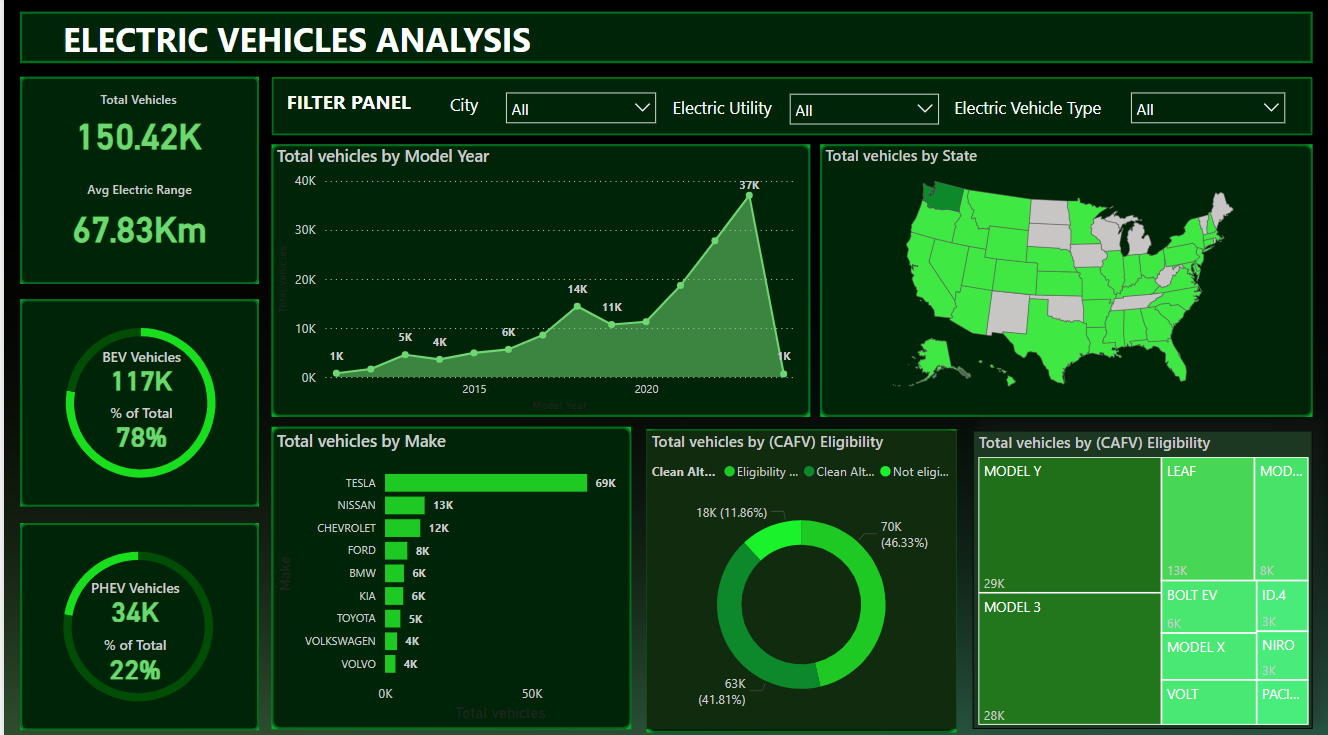 ELECTRIC VEHICLES ANALYSIS
Total Vehicles
150.42K
Avg Electric Range
67.83Km
FILTER PANEL
City
All
Electric Utility
All
Electric Vehicle Type
All
Total vehicles by Model Year
40K
30K
20K
10K
0K
1K
5K
4K
6K
14K
11K
37K
1K
2015
2020
Total vehicles
Model Year
Total vehicles by State
BEV Vehicles
117K
% of Total
78%
PHEV Vehicles
34K
% of Total
22%
Total vehicles by Make
TESLA 69K
NISSAN 13K
CHEVROLET 12K
FORD 8K
BMW 6K
KIA 6K
TOYOTA 5K
VOLKSWAGEN 4K
VOLVO 4K
0K 50K
Make
Total vehicles
Total vehicles by (CAFV) Eligibility
Clean Alt... Eligibility ... Clean Alt... Not eligi...
18K (11.86%)
70K
(46.33%)
63K
(41.81%)
Total vehicles by (CAFV) Eligibility
MODEL Y
29K
MODEL 3
28K
LEAF
13K
MOD...
8K
BOLT EV
6K
ID.4
3K
MODEL X
NIRO
3K
VOLT
PACI...